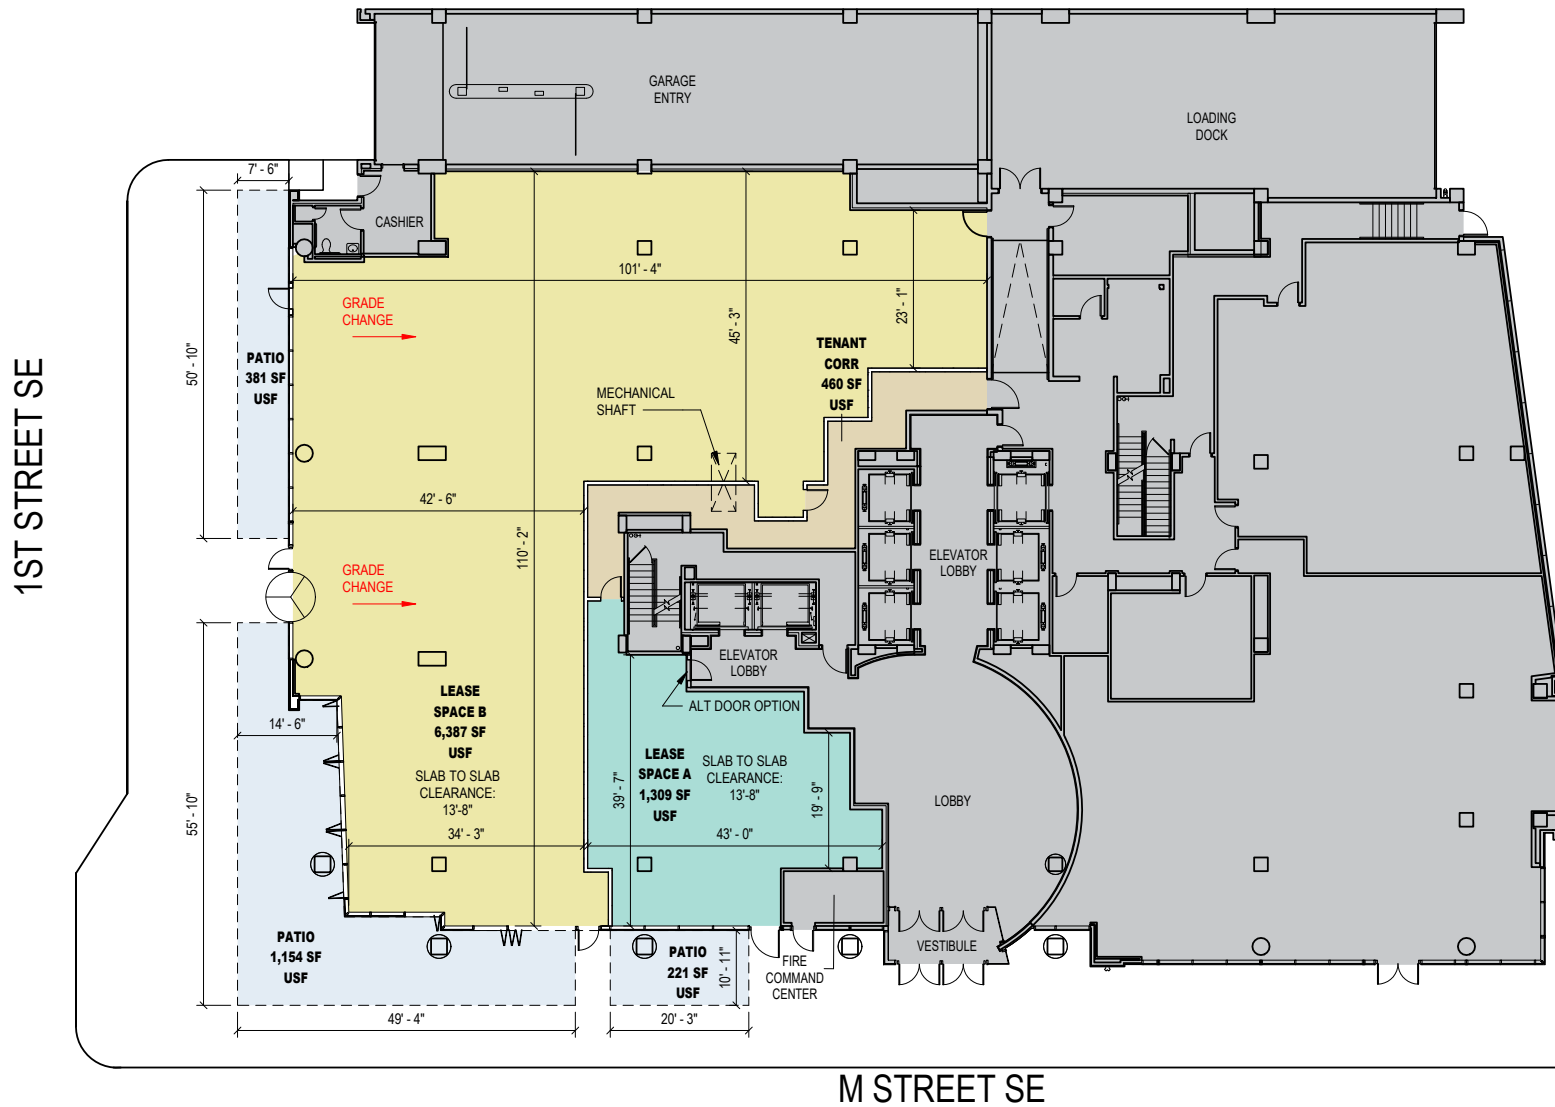 GARAGE
ENTRY
LOADING
DOCK
7' - 6"
CASHIER
101' - 4"
GRADE
CHANGE
45' - 3"
23' - 1"
50' - 10"
PATIO
381 SF
USF
TENANT
CORR
460 SF
USF
MECHANICAL
SHAFT
1ST STREET SE
42' - 6"
110' - 2"
ELEVATOR
LOBBY
GRADE
CHANGE
ELEVATOR
LOBBY
LEASE
SPACE B
6,387 SF
USF
SLAB TO SLAB
CLEARANCE:
13'-8"
34' - 3"
ALT DOOR OPTION
14' - 6"
LEASE
SPACE A
1,309 SF
USF
SLAB TO SLAB
CLEARANCE:
13'-8"
39' - 7"
19' - 9"
43' - 0"
LOBBY
55' - 10"
PATIO
1,154 SF
USF
PATIO
221 SF
USF
10' - 11"
FIRE
COMMAND
CENTER
VESTIBULE
49' - 4"
20' - 3"
M STREET SE